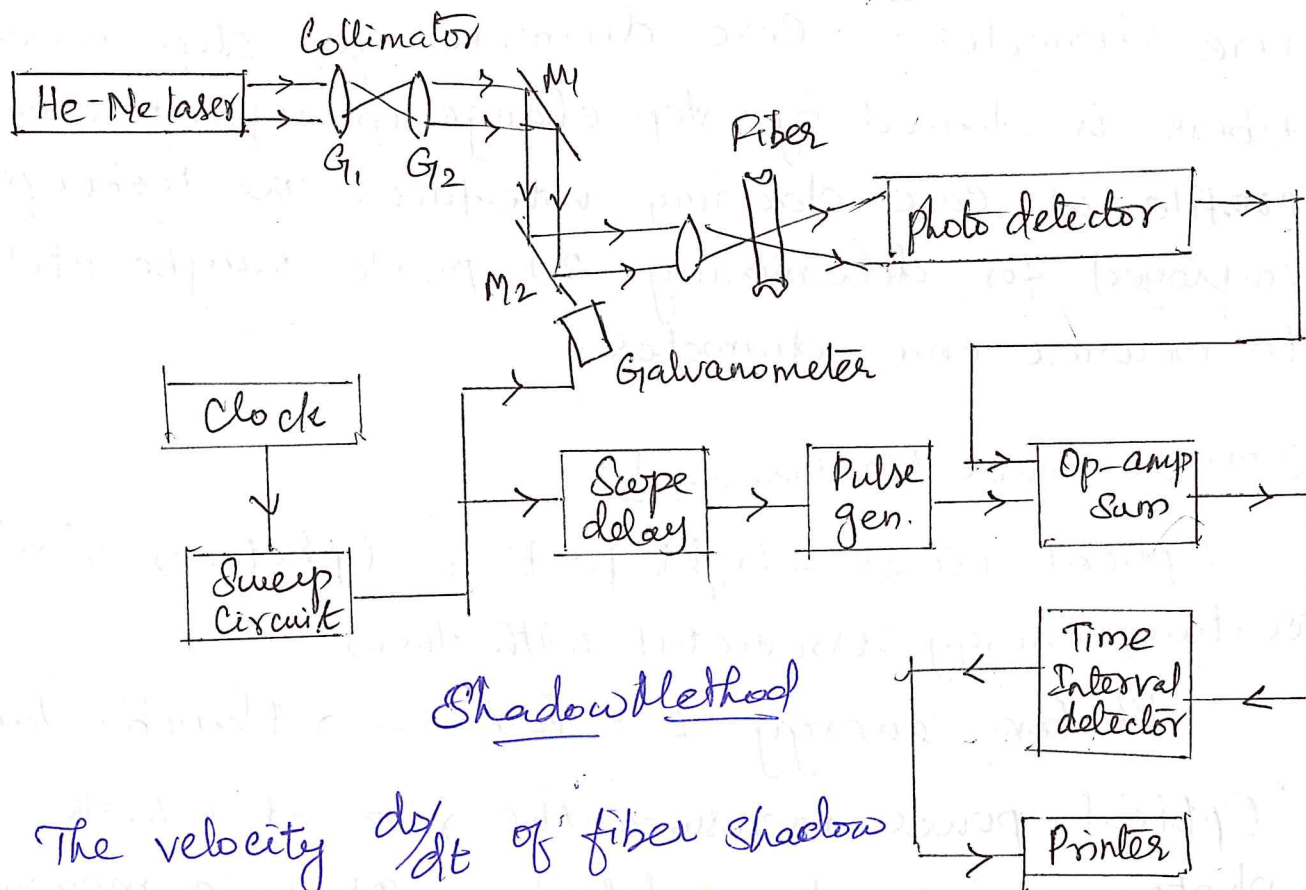 Collimator
He-Ne laser
G1
G2
M1
M2
Fiber
Photo detector
Galvanometer
Clock
Sweep
Circuit
Scope
delay
Pulse
gen.
Op-amp
Sum
Time
Interval
detector
Printer
Shadow Method
The velocity ds/dt of fiber shadow